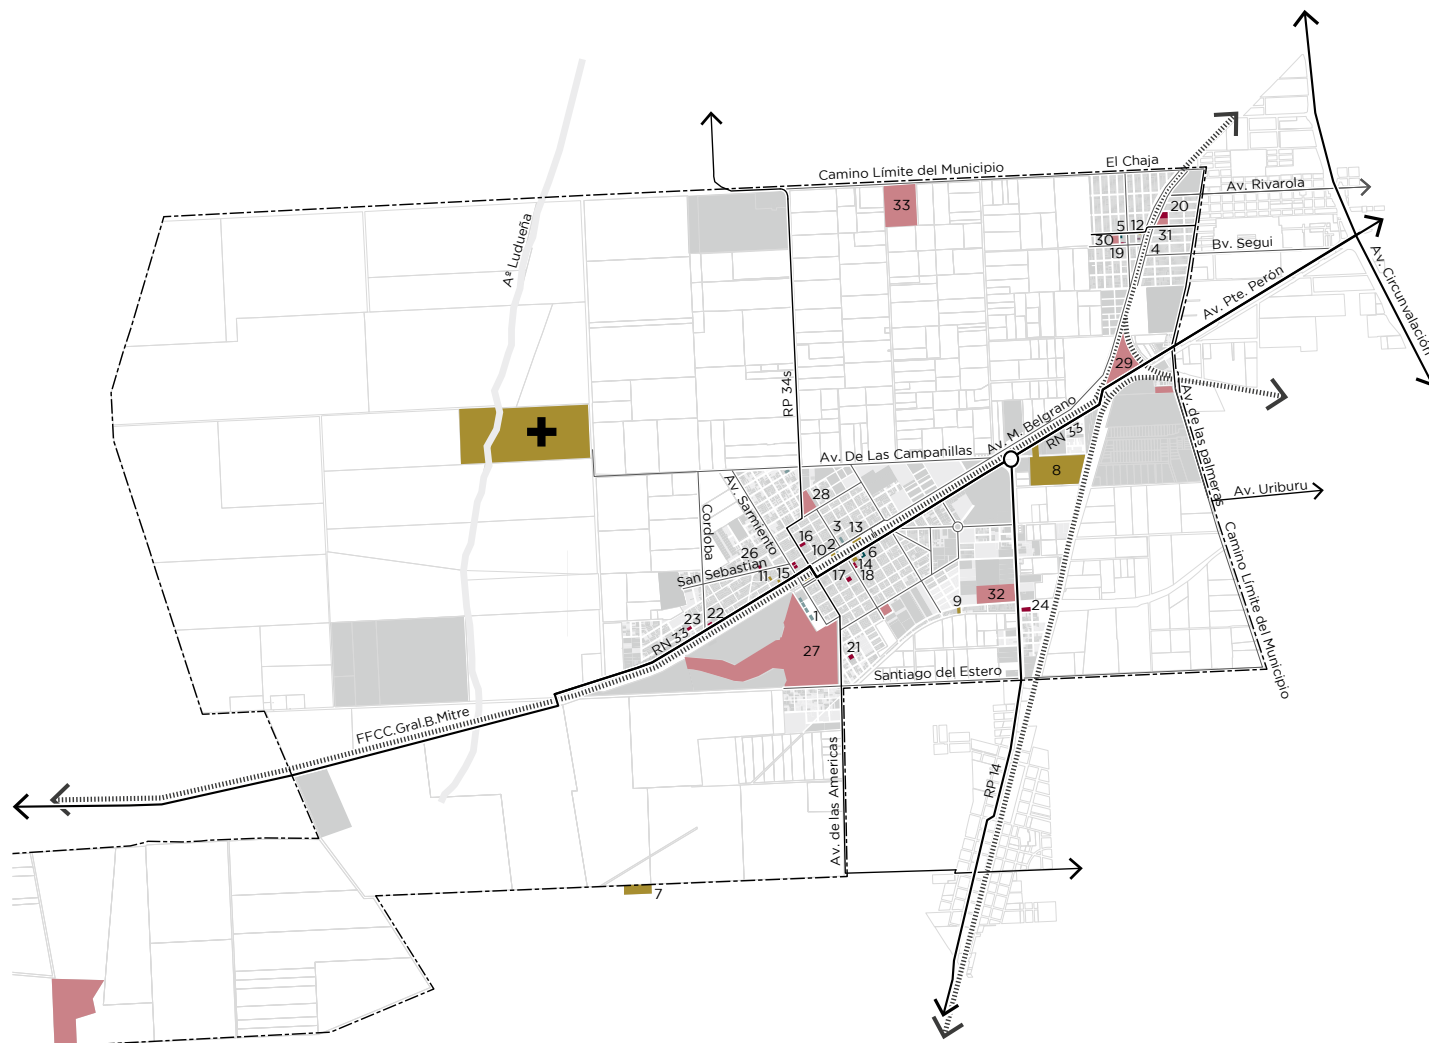 Camino Límite del Municipio
El Chaja
Av. Rivarola
33
20
5
12
30
31
19
4
Bv. Segui
Av. Circunvalación
Aº Ludueña
Av. Pte. Perón
29
RP 34s
Av. M. Belgrano
RN 33
Av. de las palmeras
Av. De Las Campanillas
8
Av. Uriburu
Av. Sarmiento
28
Cordoba
3
13
16
10
2
6
26
14
San Sebastian
11
15
17
18
Camino Límite del Municipio
32
9
24
1
23
22
RN 33
27
21
Santiago del Estero
FFCC.Gral.B.Mitre
Av. de las Americas
RP 14
7